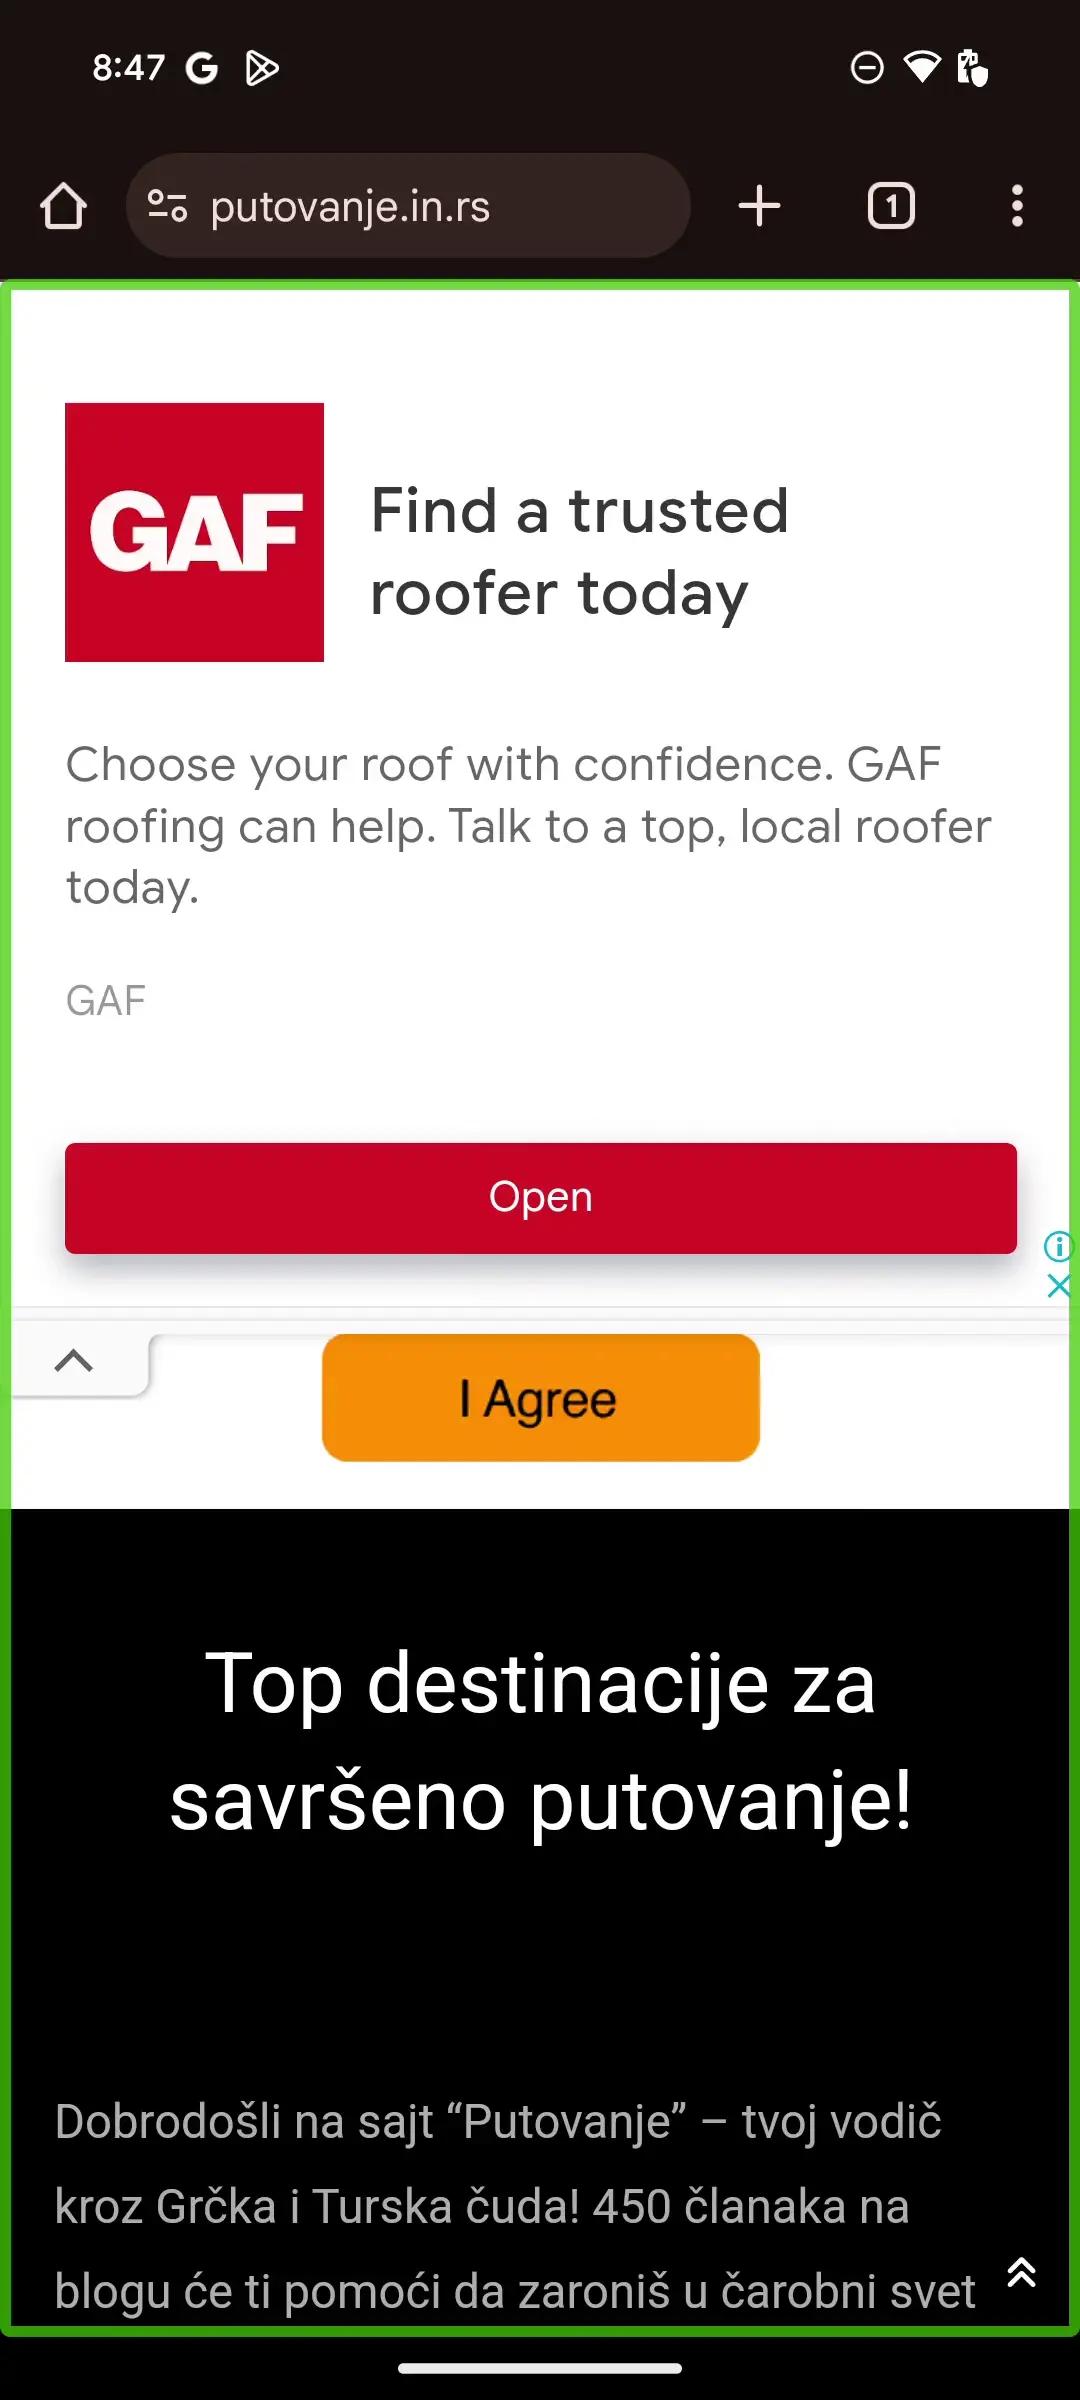 8:47
putovanje.in.rs
1
GAF
Find a trusted
roofer today
Choose your roof with confidence. GAF
roofing can help. Talk to a top, local roofer
today.
GAF
Open
I Agree
Top destinacije za
savršeno putovanje!
Dobrodošli na sajt “Putovanje” – tvoj vodič
kroz Grčka i Turska čuda! 450 članaka na
blogu će ti pomoći da zaroniš u čarobni svet